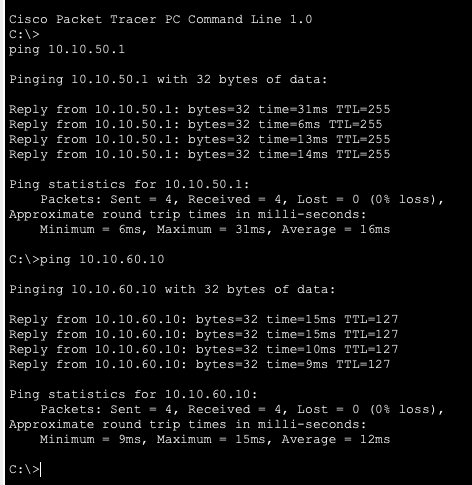 Cisco Packet Tracer PC Command Line 1.0
C:\>
ping 10.10.50.1
Pinging 10.10.50.1 with 32 bytes of data:
Reply from 10.10.50.1: bytes=32 time=31ms TTL=255
Reply from 10.10.50.1: bytes=32 time=6ms TTL=255
Reply from 10.10.50.1: bytes=32 time=13ms TTL=255
Reply from 10.10.50.1: bytes=32 time=14ms TTL=255
Ping statistics for 10.10.50.1:
Packets: Sent = 4, Received = 4, Lost = 0 (0% loss),
Approximate round trip times in milli-seconds:
Minimum = 6ms, Maximum = 31ms, Average = 16ms
C:\>ping 10.10.60.10
Pinging 10.10.60.10 with 32 bytes of data:
Reply from 10.10.60.10: bytes=32 time=15ms TTL=127
Reply from 10.10.60.10: bytes=32 time=15ms TTL=127
Reply from 10.10.60.10: bytes=32 time=10ms TTL=127
Reply from 10.10.60.10: bytes=32 time=9ms TTL=127
Ping statistics for 10.10.60.10:
Packets: Sent = 4, Received = 4, Lost = 0 (0% loss),
Approximate round trip times in milli-seconds:
Minimum = 9ms, Maximum = 15ms, Average = 12ms
C:\>